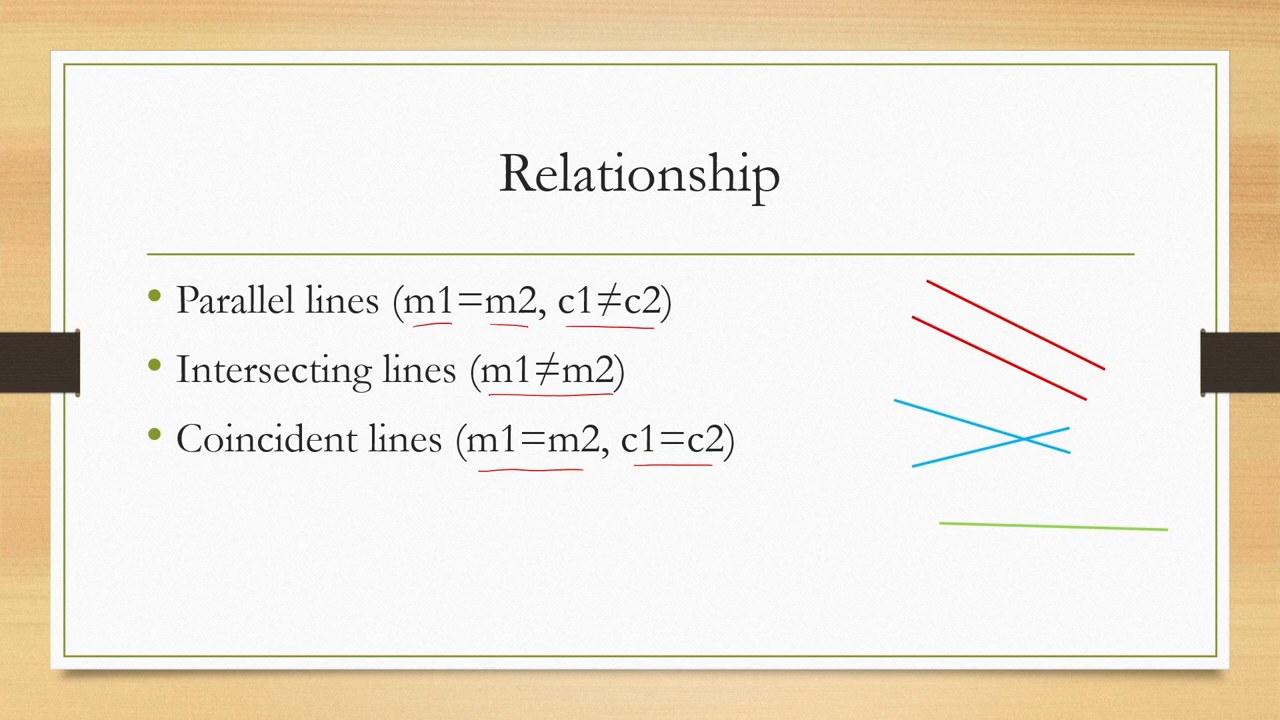 Relationship
• Parallel lines (m1=m2, c1≠c2)
• Intersecting lines (m1≠m2)
• Coincident lines (m1=m2, c1=c2)